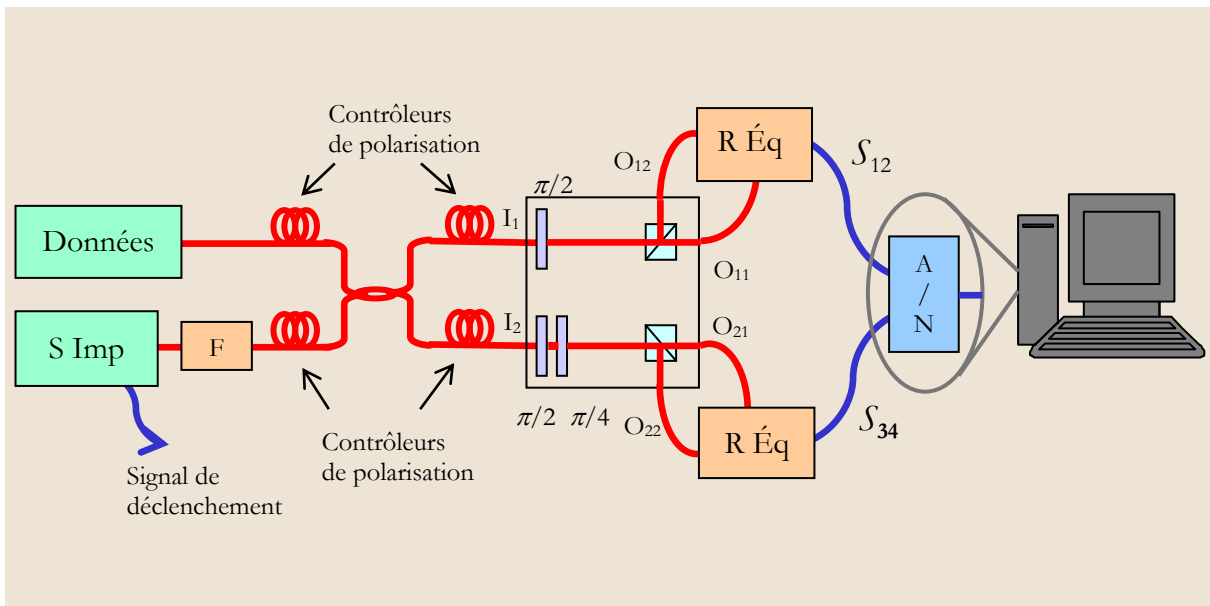 Contrôleurs
de polarisation
R Éq
O12
S12
π/2
I1
Données
O11
A
/
N
S Imp
F
I2
O21
π/2 π/4
O22
R Éq
S34
Contrôleurs
de polarisation
Signal de
déclenchement